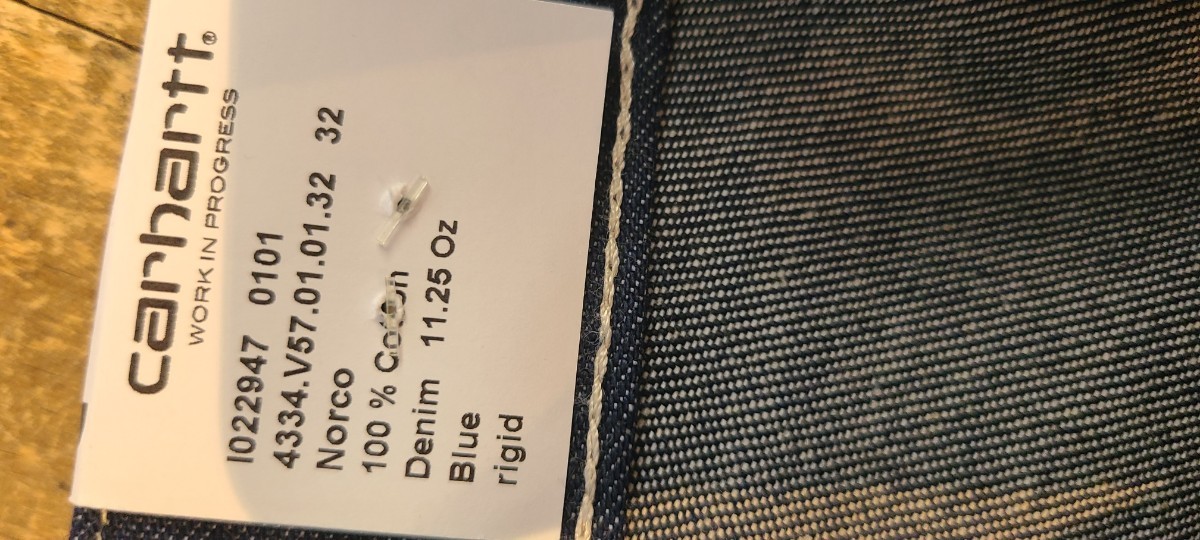 carhartt®
WORK IN PROGRESS
I022947 0101
4334.V57.01.01.32 32
Norco
100 % Cotton
Denim 11.25 Oz
Blue
rigid